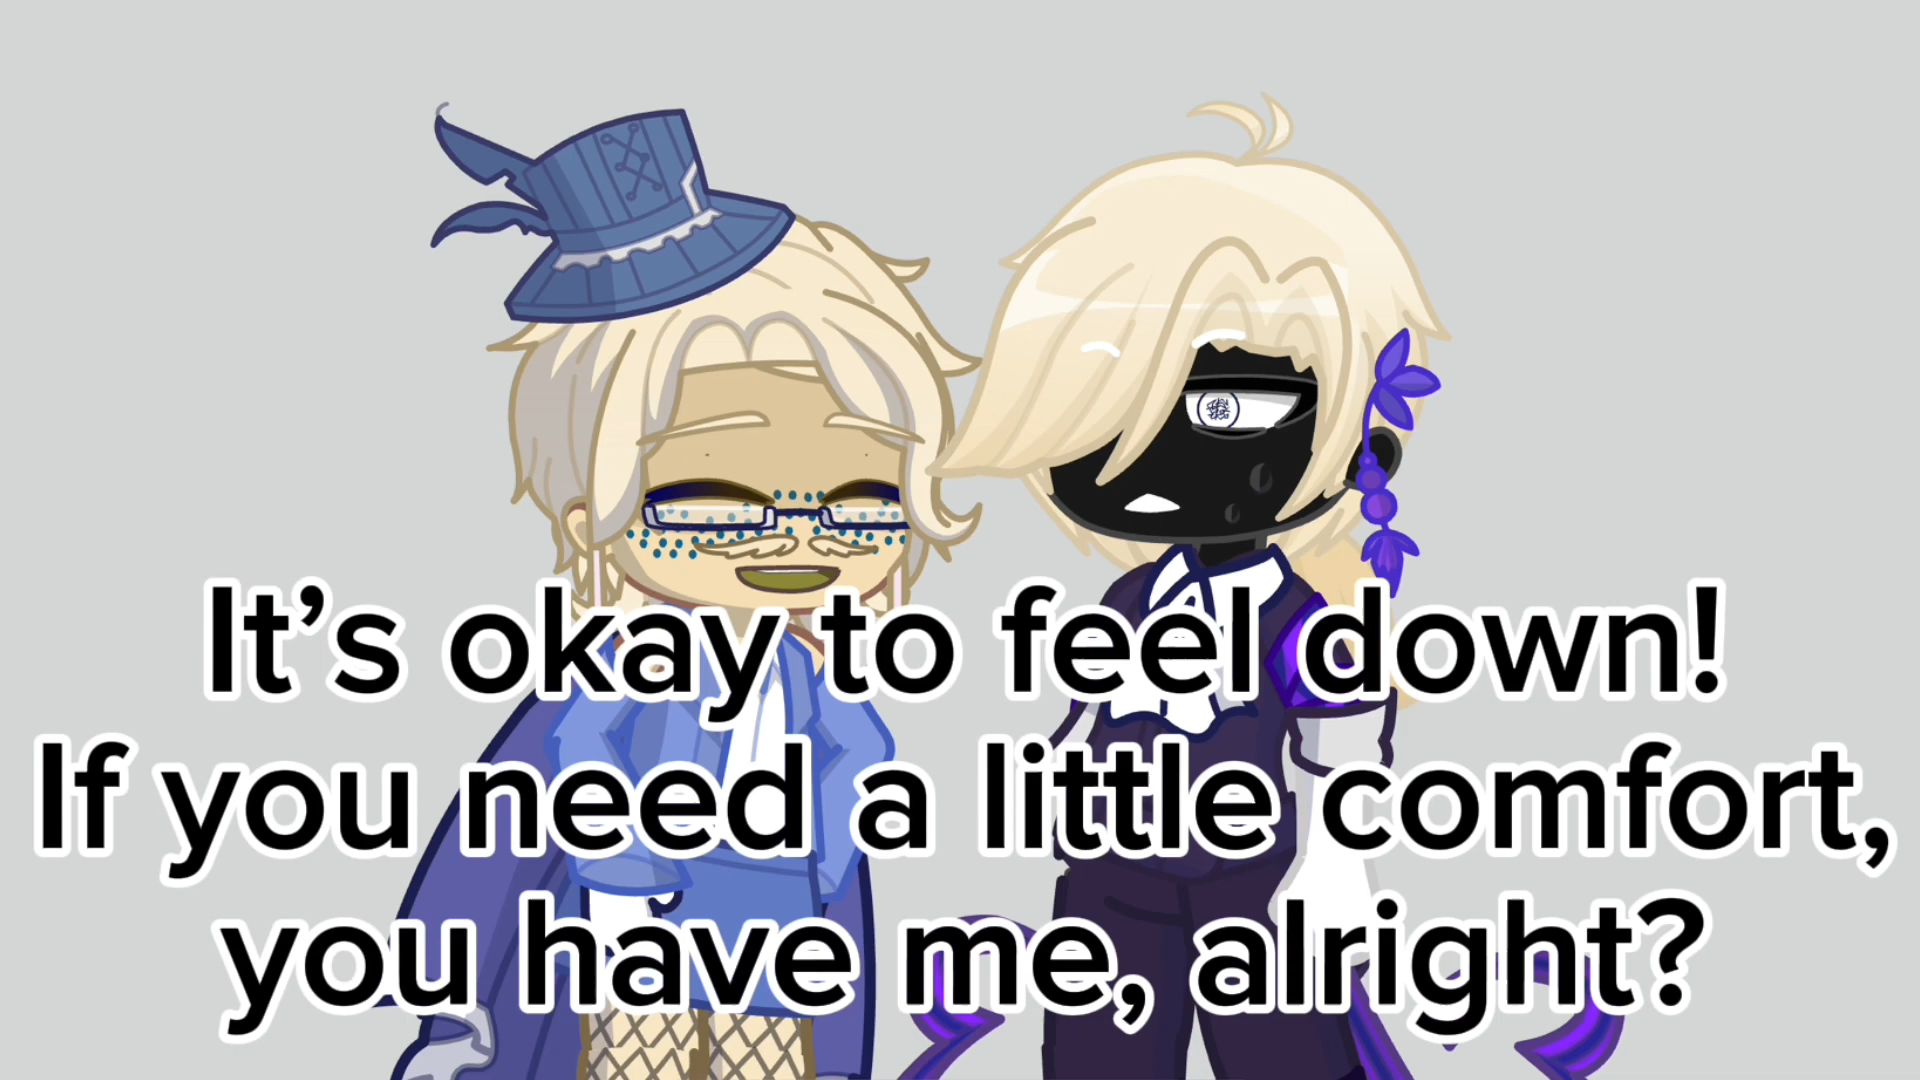 It’s okay to feel down!
If you need a little comfort,
you have me, alright?